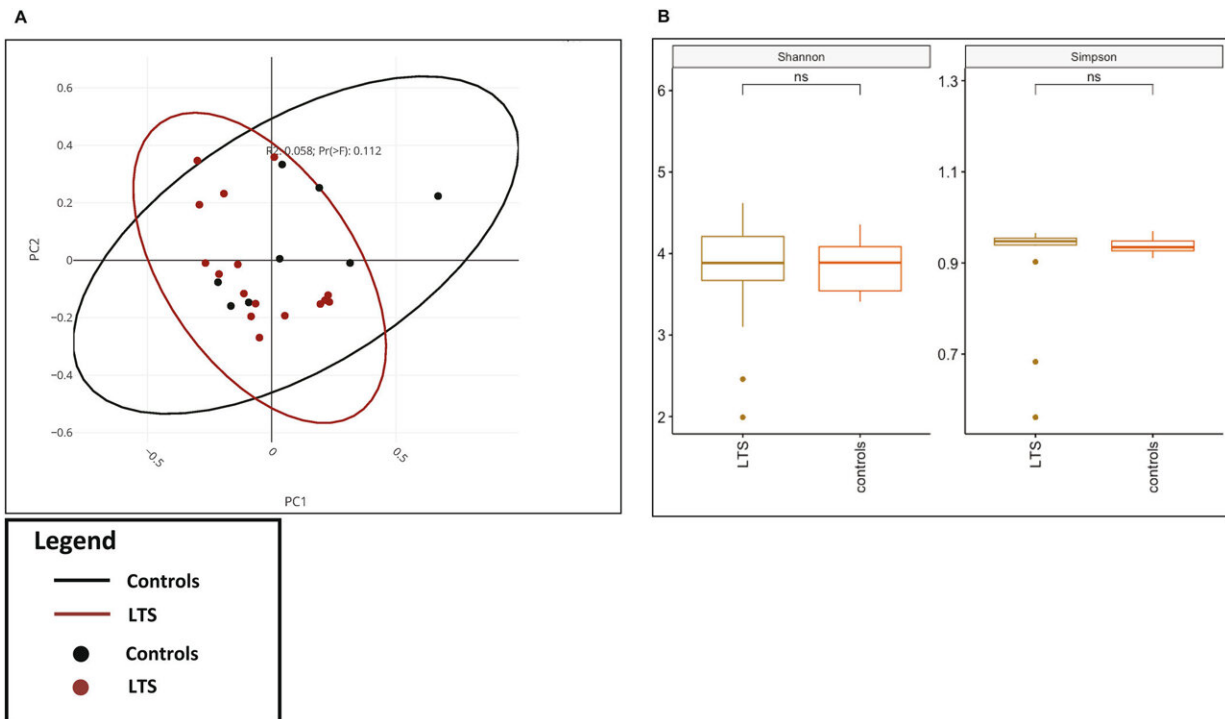 A
0.6
0.4
0.2
0
−0.2
−0.4
−0.6
PC2
R2: 0.058; Pr(>F): 0.112
−0.5
0
0.5
PC1
Legend
Controls
LTS
Controls
LTS
B
Shannon
ns
6
5
4
3
2
LTS
controls
Simpson
ns
1.3
1.1
0.9
0.7
LTS
controls